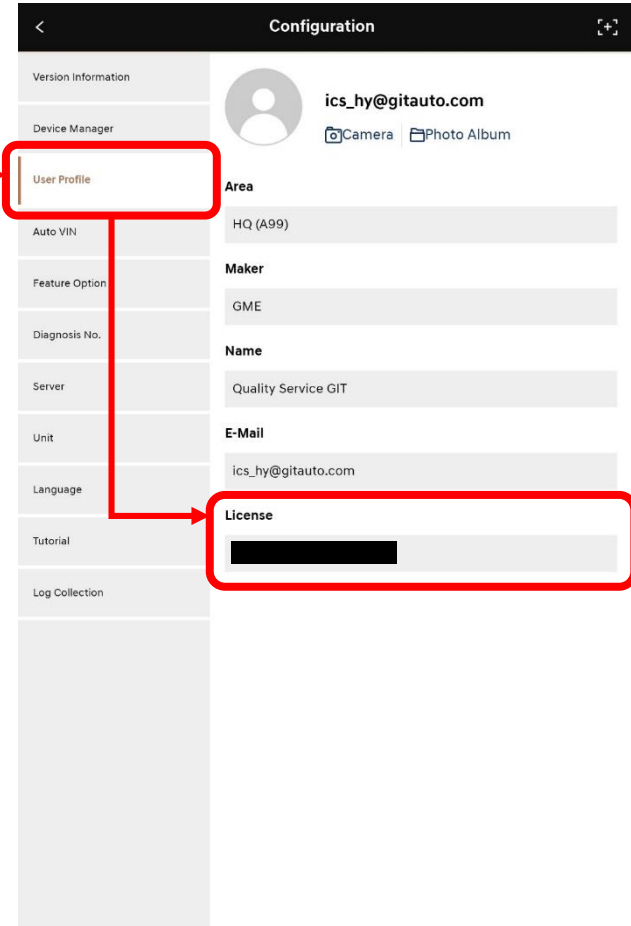 Configuration
Version Information
Device Manager
User Profile
Auto VIN
Feature Option
Diagnosis No.
Server
Unit
Language
Tutorial
Log Collection
ics_hy@gitauto.com
Camera Photo Album
Area
HQ (A99)
Maker
GME
Name
Quality Service GIT
E-Mail
ics_hy@gitauto.com
License